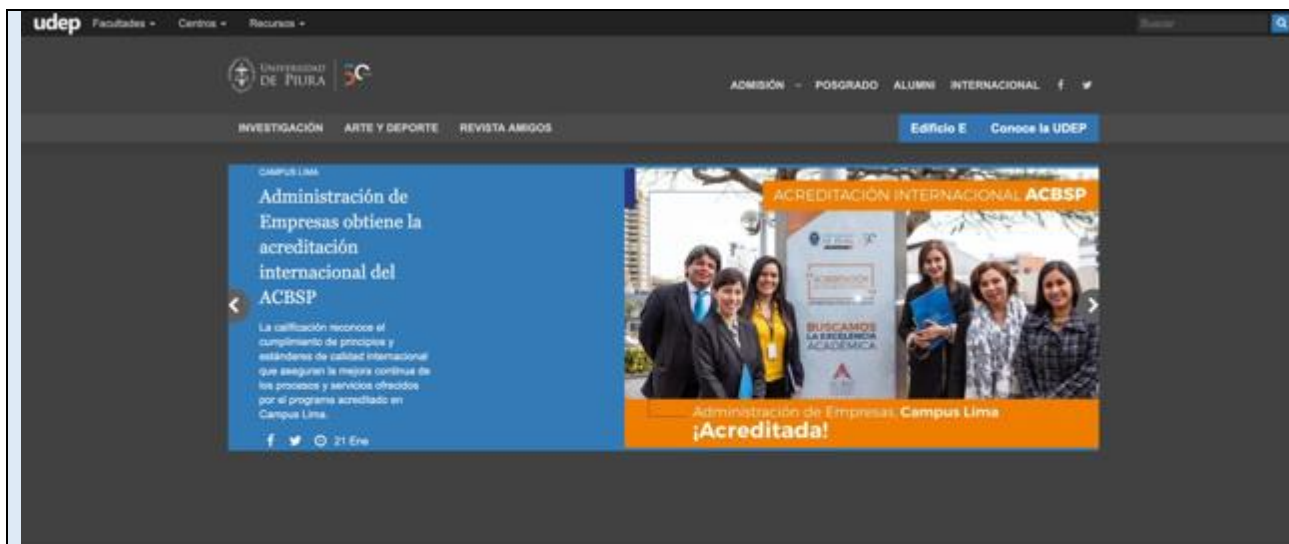 udep Facultades Centros Recursos Buscar
UNIVERSIDAD
DE PIURA 50
ADMISIÓN POSGRADO ALUMNI INTERNACIONAL
INVESTIGACIÓN ARTE Y DEPORTE REVISTA AMIGOS Edificio E Conoce la UDEP
CAMPUS LIMA
Administración de
Empresas obtiene la
acreditación
internacional del
ACBSP
La calificación reconoce el
cumplimiento de principios y
estándares de calidad internacional
que aseguran la mejora continua de
los procesos y servicios ofrecidos
por el programa acreditado en
Campus Lima.
21 Ene
ACREDITACIÓN INTERNACIONAL ACBSP
DE PIURA
ACREDITACIÓN
BUSCAMOS
LA EXCELENCIA
ACADÉMICA
Administración de Empresas, Campus Lima
¡Acreditada!